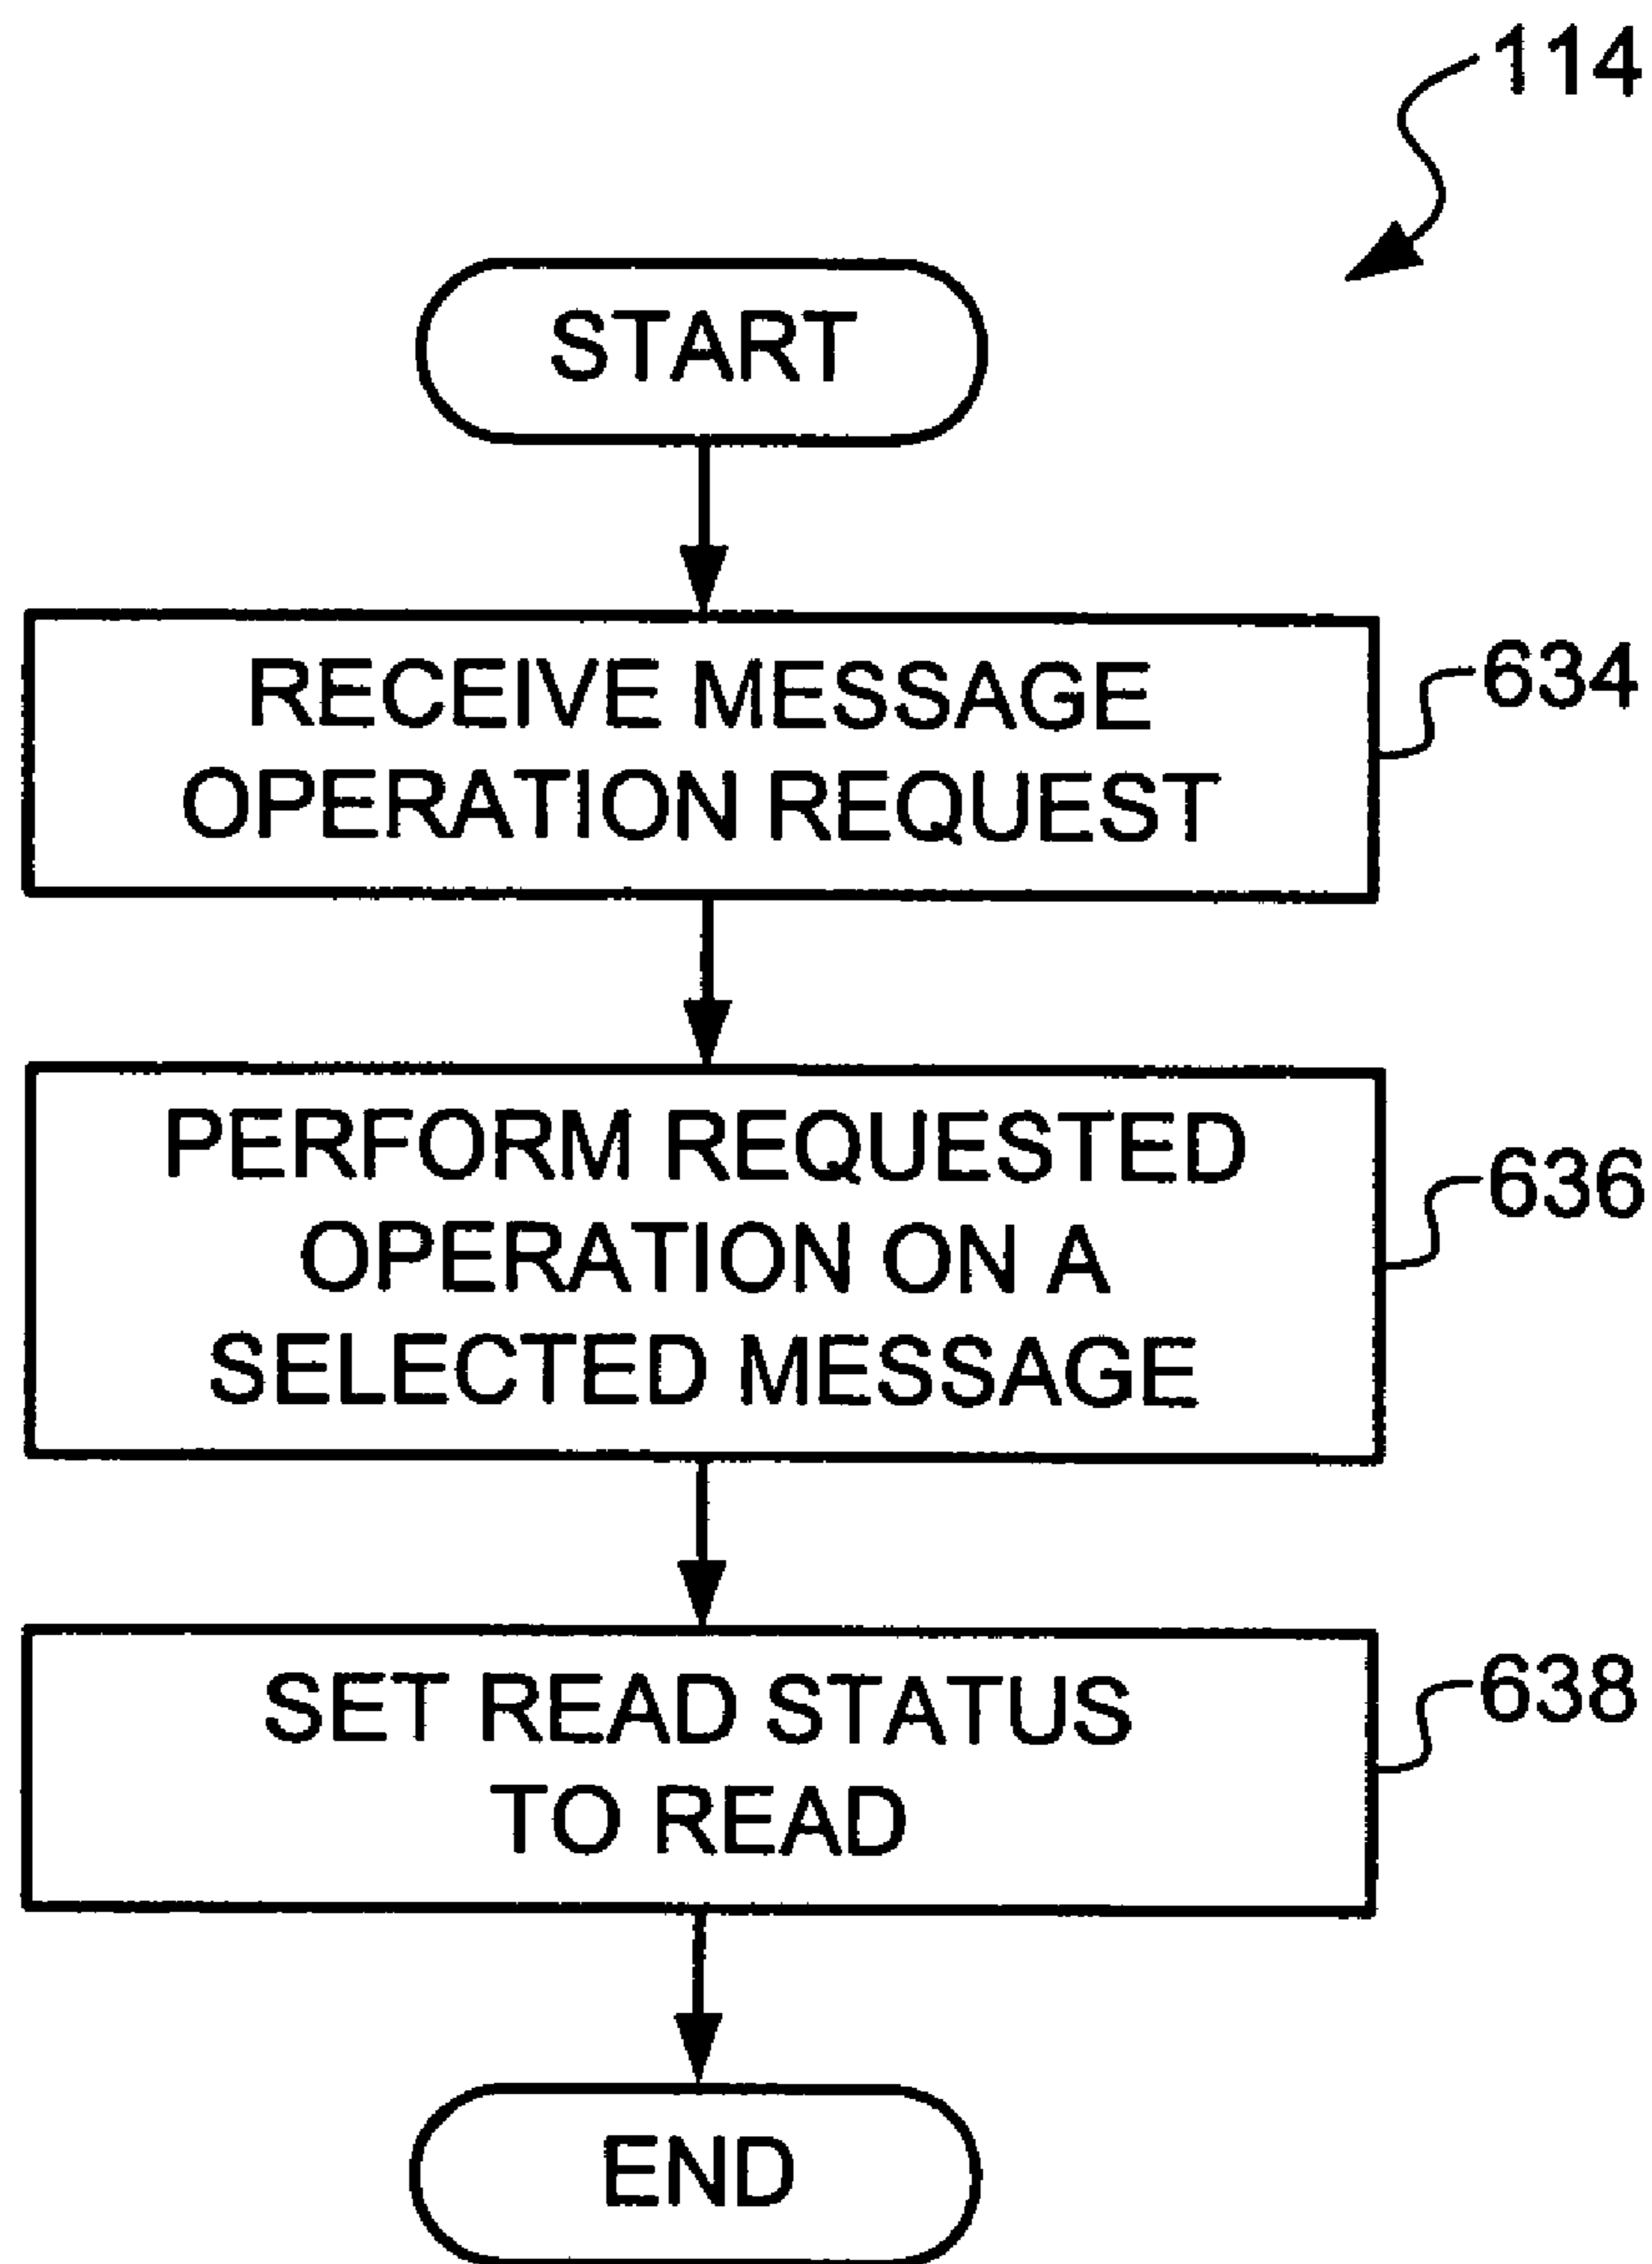 114
START
RECEIVE MESSAGE
OPERATION REQUEST
634
PERFORM REQUESTED
OPERATION ON A
SELECTED MESSAGE
636
SET READ STATUS
TO READ
638
END